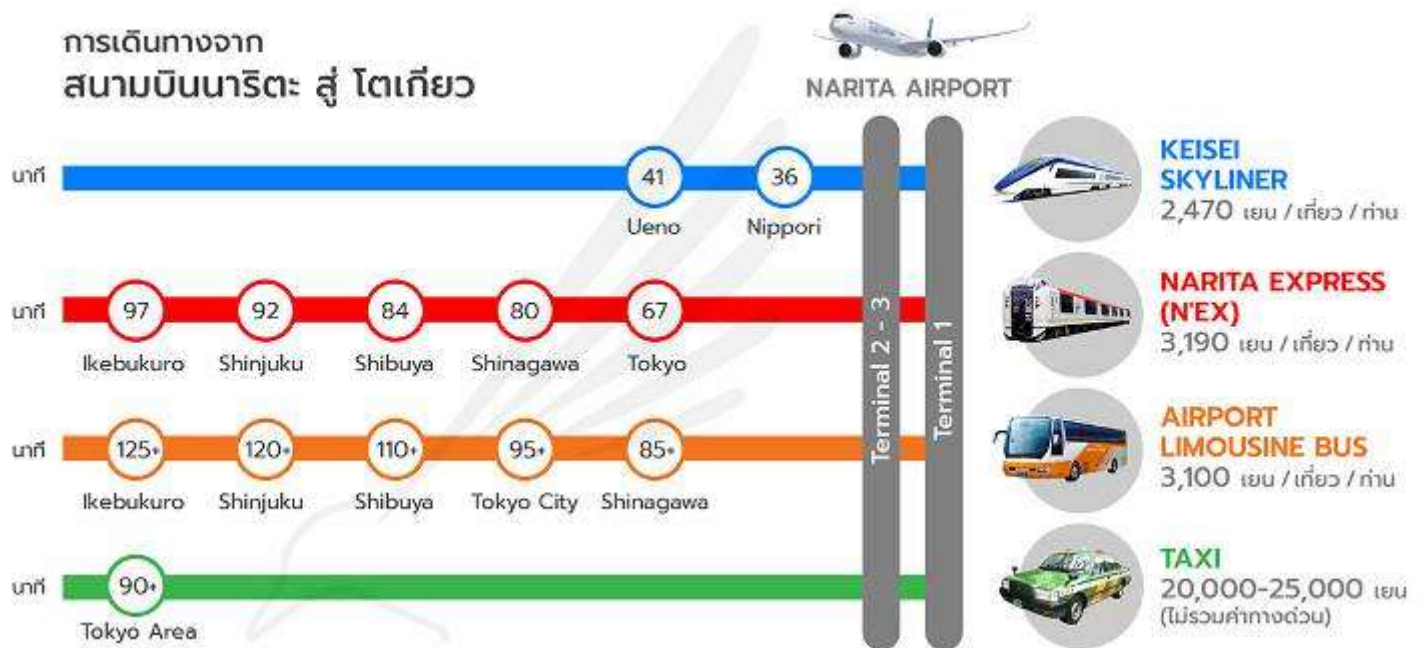 การเดินทางจาก
สนามบินนาริตะ สู่ โตเกียว
NARITA AIRPORT
นาที
41
36
Ueno
Nippori
KEISEI
SKYLINER
2,470 เยน / เที่ยว / ท่าน
นาที
97
92
84
80
67
Ikebukuro
Shinjuku
Shibuya
Shinagawa
Tokyo
NARITA EXPRESS
(N'EX)
3,190 เยน / เที่ยว / ท่าน
Terminal 2 - 3
Terminal 1
นาที
125+
120+
110+
95+
85+
Ikebukuro
Shinjuku
Shibuya
Tokyo City
Shinagawa
AIRPORT
LIMOUSINE BUS
3,100 เยน / เที่ยว / ท่าน
นาที
90+
Tokyo Area
TAXI
20,000-25,000 เยน
(ไม่รวมค่าทางด่วน)